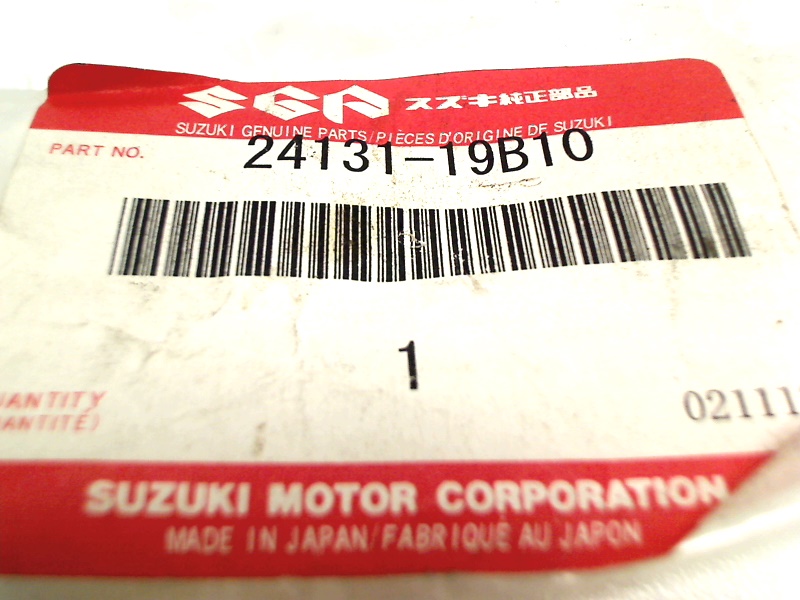 SGP スズキ純正部品
SUZUKI GENUINE PARTS/PIÈCES D'ORIGINE DE SUZUKI
PART NO. 24131-19B10
1
02111
SUZUKI MOTOR CORPORATION
MADE IN JAPAN/FABRIQUÉ AU JAPON